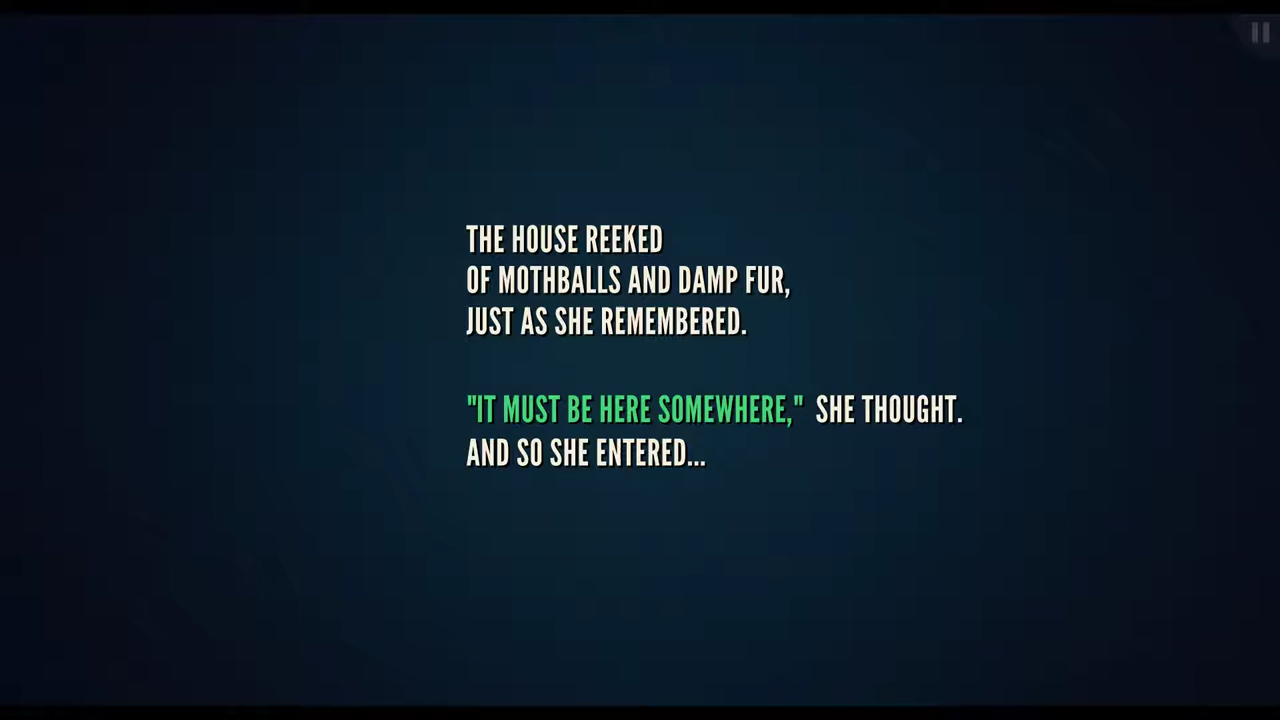 THE HOUSE REEKED
OF MOTHBALLS AND DAMP FUR,
JUST AS SHE REMEMBERED.
"IT MUST BE HERE SOMEWHERE," SHE THOUGHT.
AND SO SHE ENTERED...